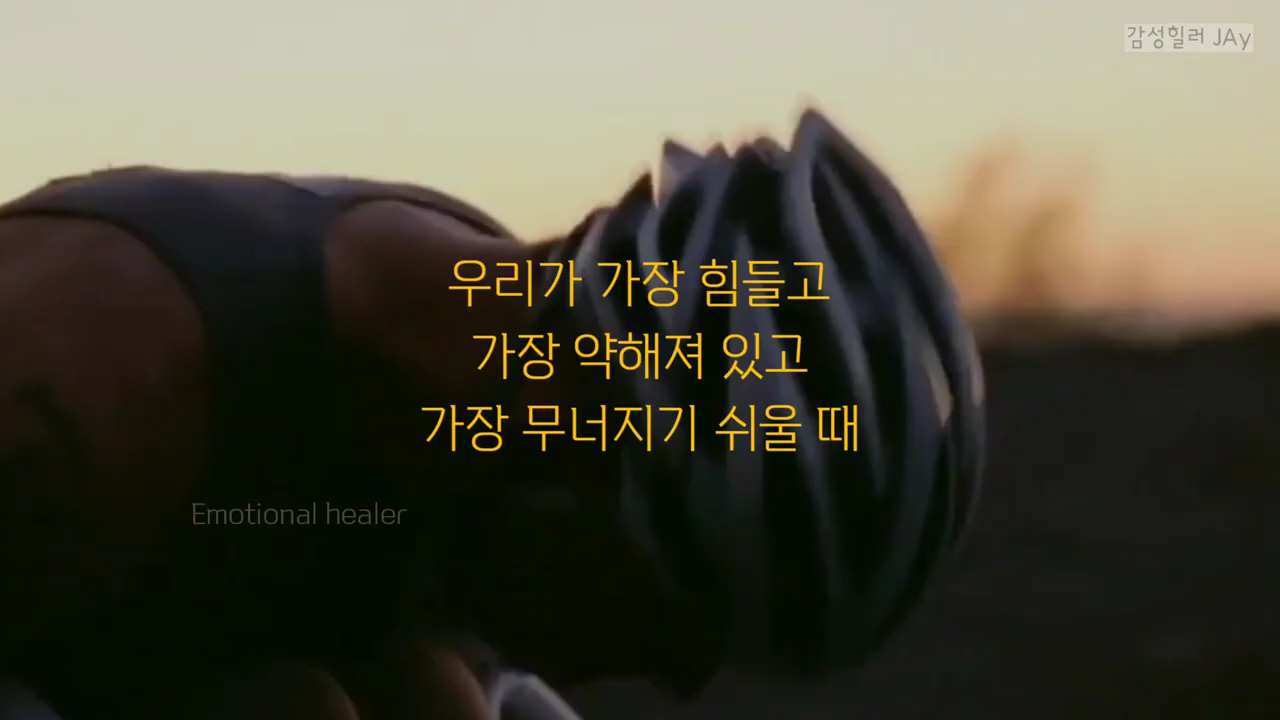 감성힐러 JAy
우리가 가장 힘들고
가장 약해져 있고
가장 무너지기 쉬울 때
Emotional healer